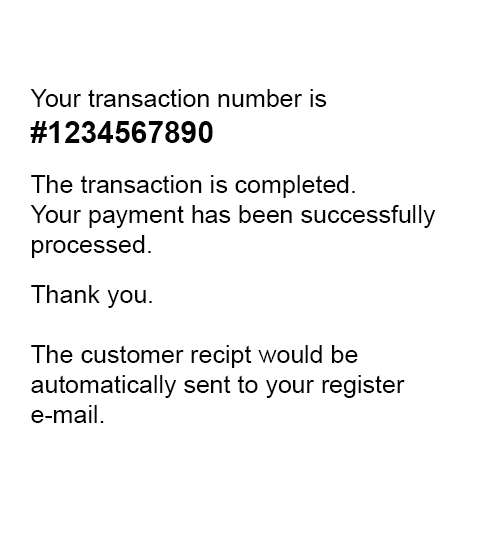 Your transaction number is
#1234567890
The transaction is completed.
Your payment has been successfully
processed.
Thank you.
The customer recipt would be
automatically sent to your register
e-mail.